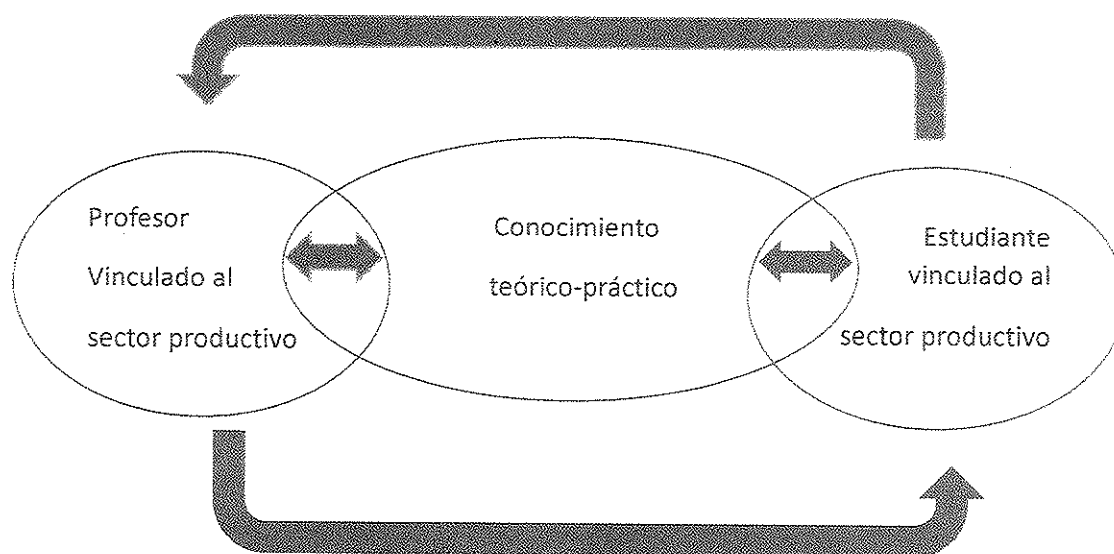 Profesor
Vinculado al
sector productivo
Conocimiento
teórico-práctico
Estudiante
vinculado al
sector productivo